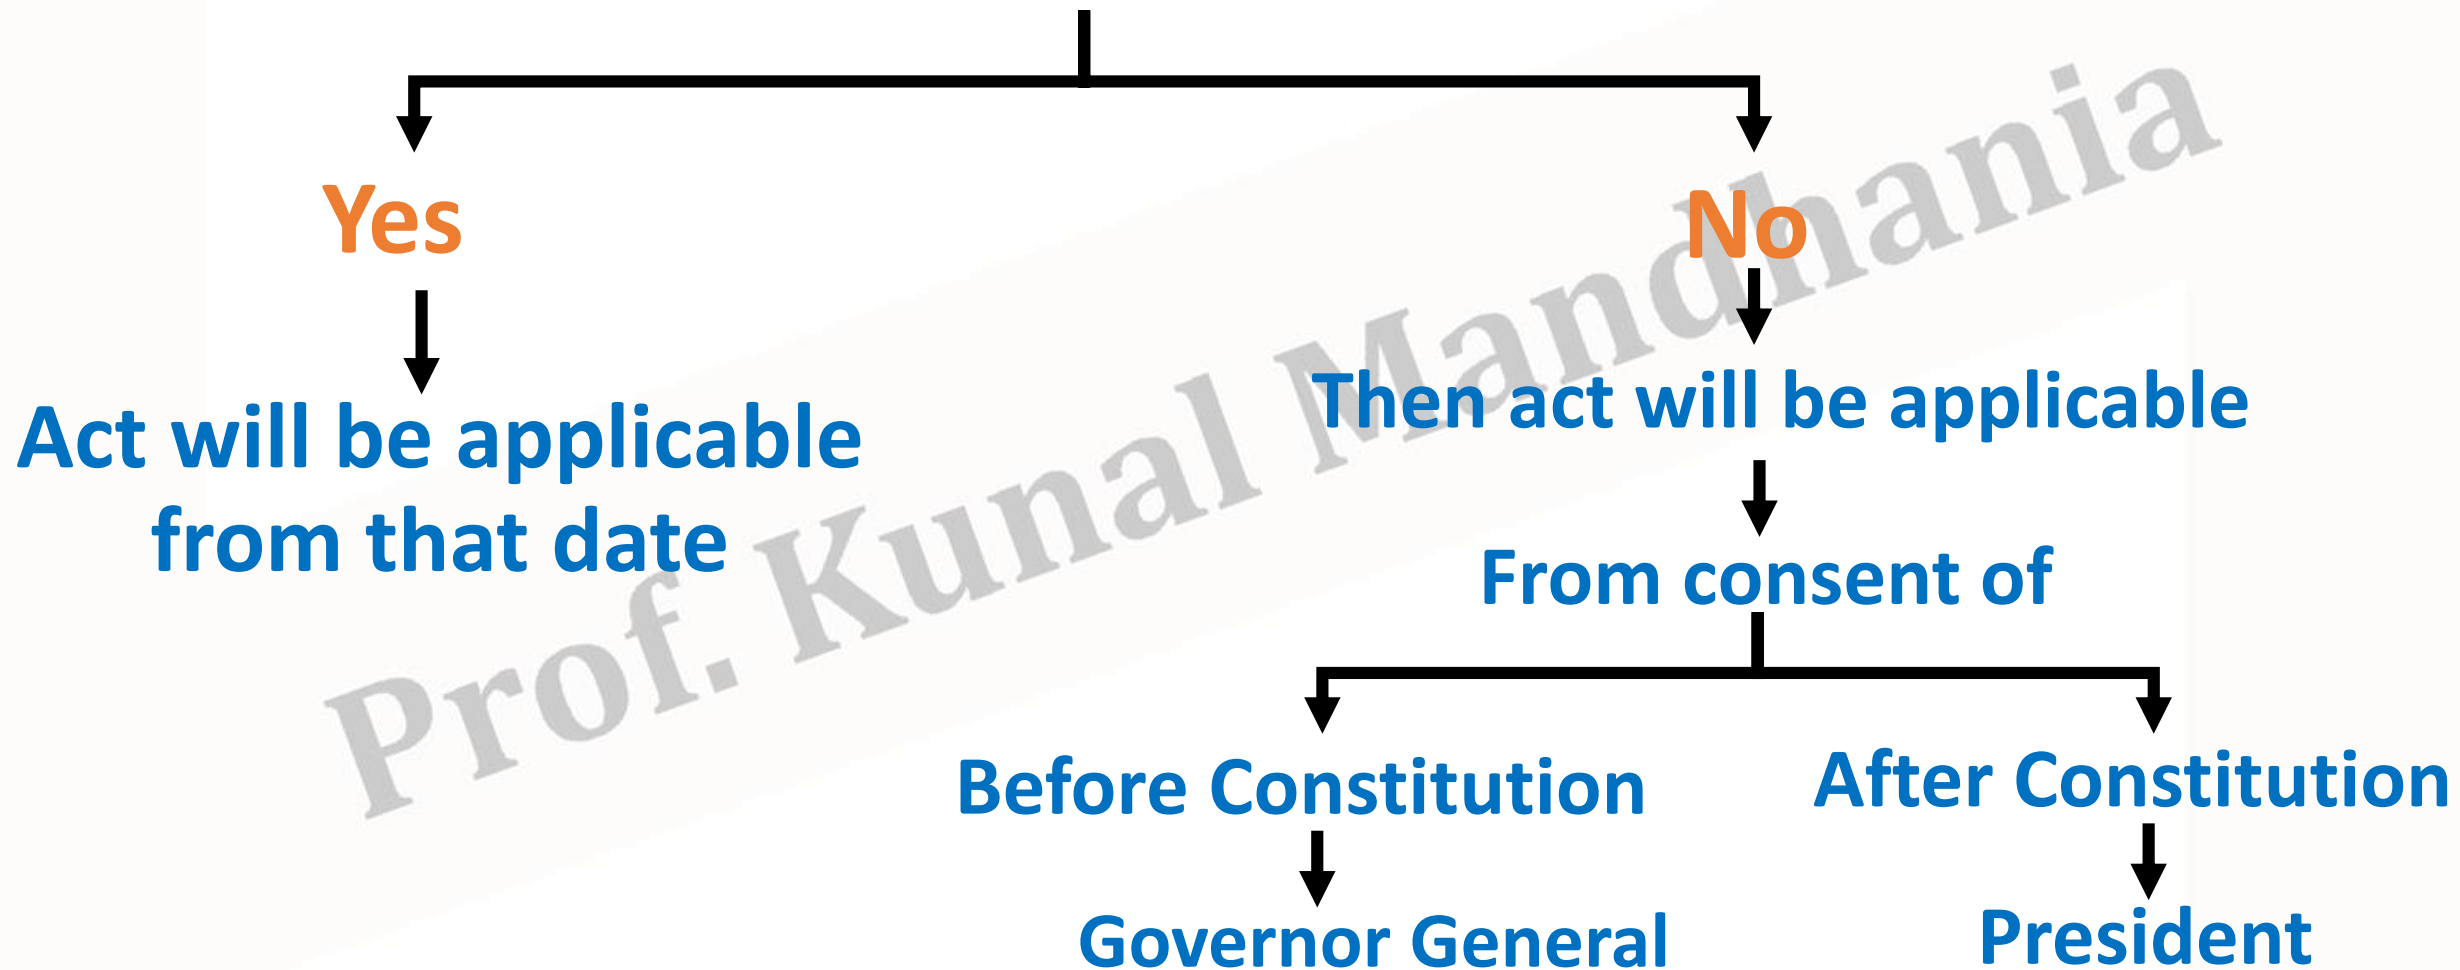 Yes
No
Act will be applicable
from that date
Then act will be applicable
From consent of
Before Constitution
After Constitution
Governor General
President
Prof. Kunal Mandhania